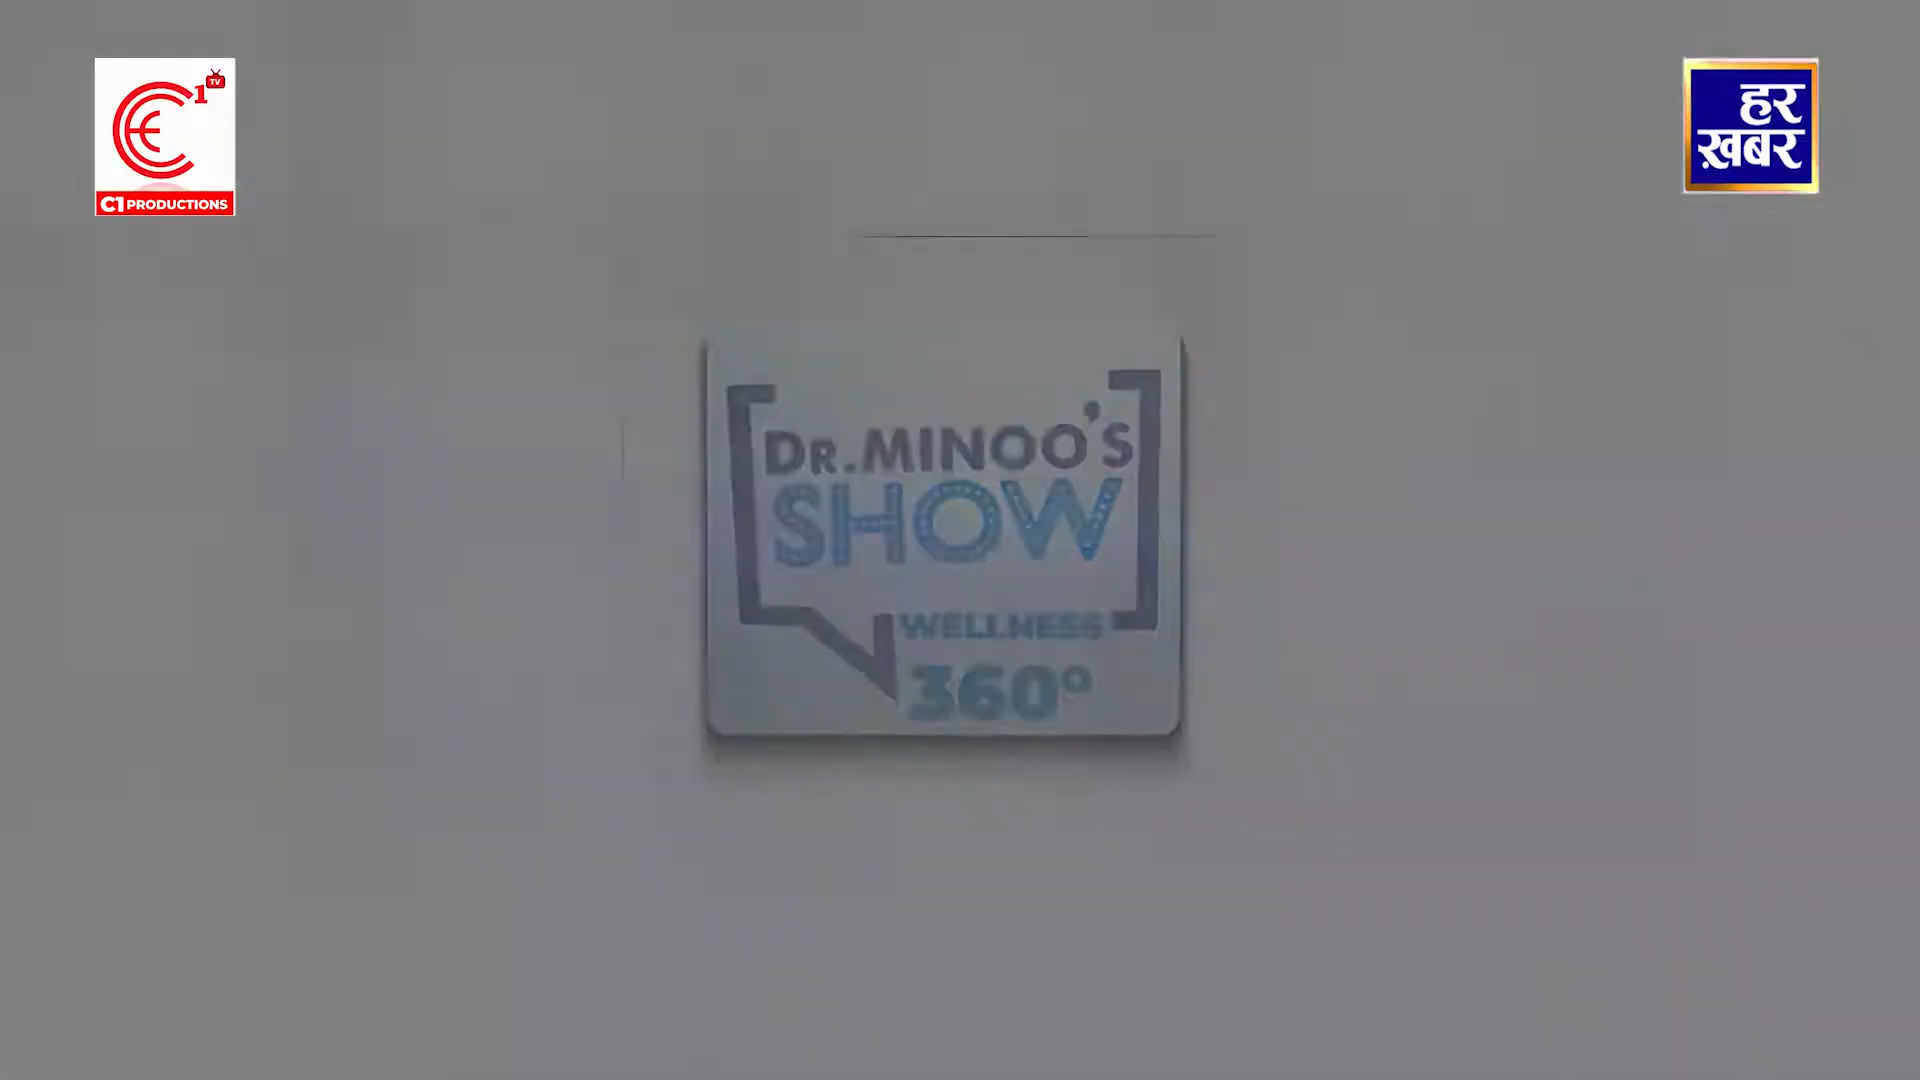 1
TV
C1 PRODUCTIONS
हर
ख़बर
DR. MINOO'S
SHOW
WELLNESS
360°